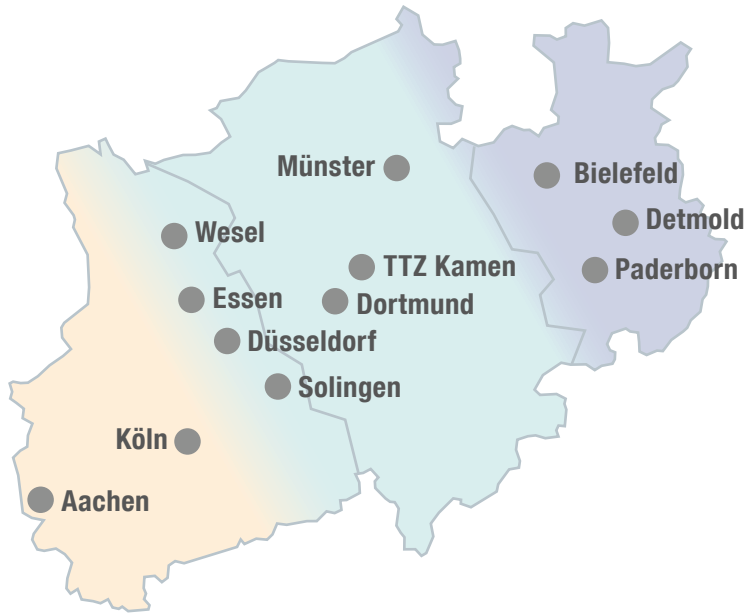 Münster
Bielefeld
Detmold
Wesel
TTZ Kamen
Paderborn
Essen
Dortmund
Düsseldorf
Solingen
Köln
Aachen